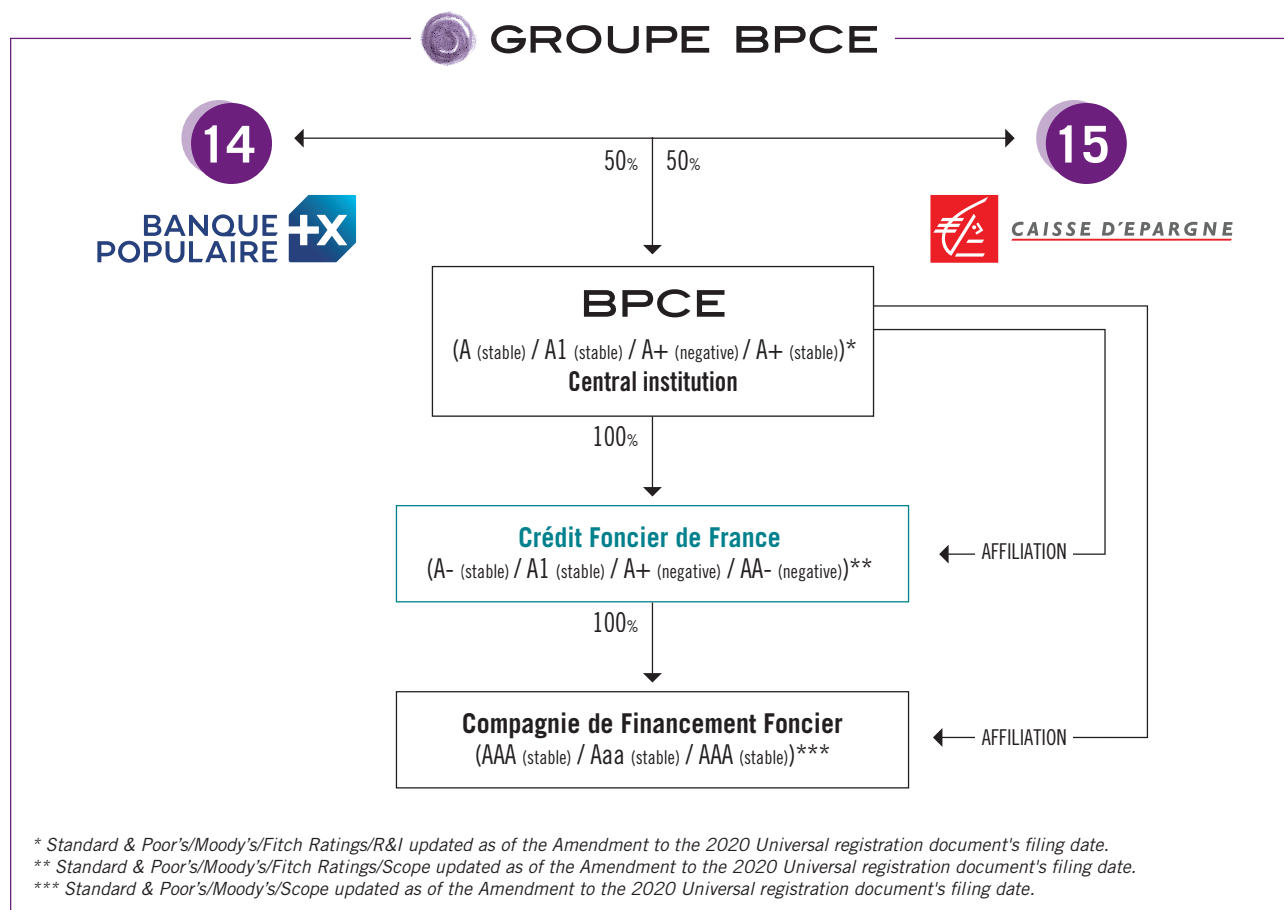 GROUPE BPCE
14
15
50% 50%
BANQUE
POPULAIRE
+X
CAISSE D'EPARGNE
BPCE
(A (stable) / A1 (stable) / A+ (negative) / A+ (stable))*
Central institution
100%
Crédit Foncier de France
(A- (stable) / A1 (stable) / A+ (negative) / AA- (negative))**
AFFILIATION
100%
Compagnie de Financement Foncier
(AAA (stable) / Aaa (stable) / AAA (stable))***
AFFILIATION
* Standard & Poor's/Moody's/Fitch Ratings/R&I updated as of the Amendment to the 2020 Universal registration document's filing date.
** Standard & Poor's/Moody's/Fitch Ratings/Scope updated as of the Amendment to the 2020 Universal registration document's filing date.
*** Standard & Poor's/Moody's/Scope updated as of the Amendment to the 2020 Universal registration document's filing date.